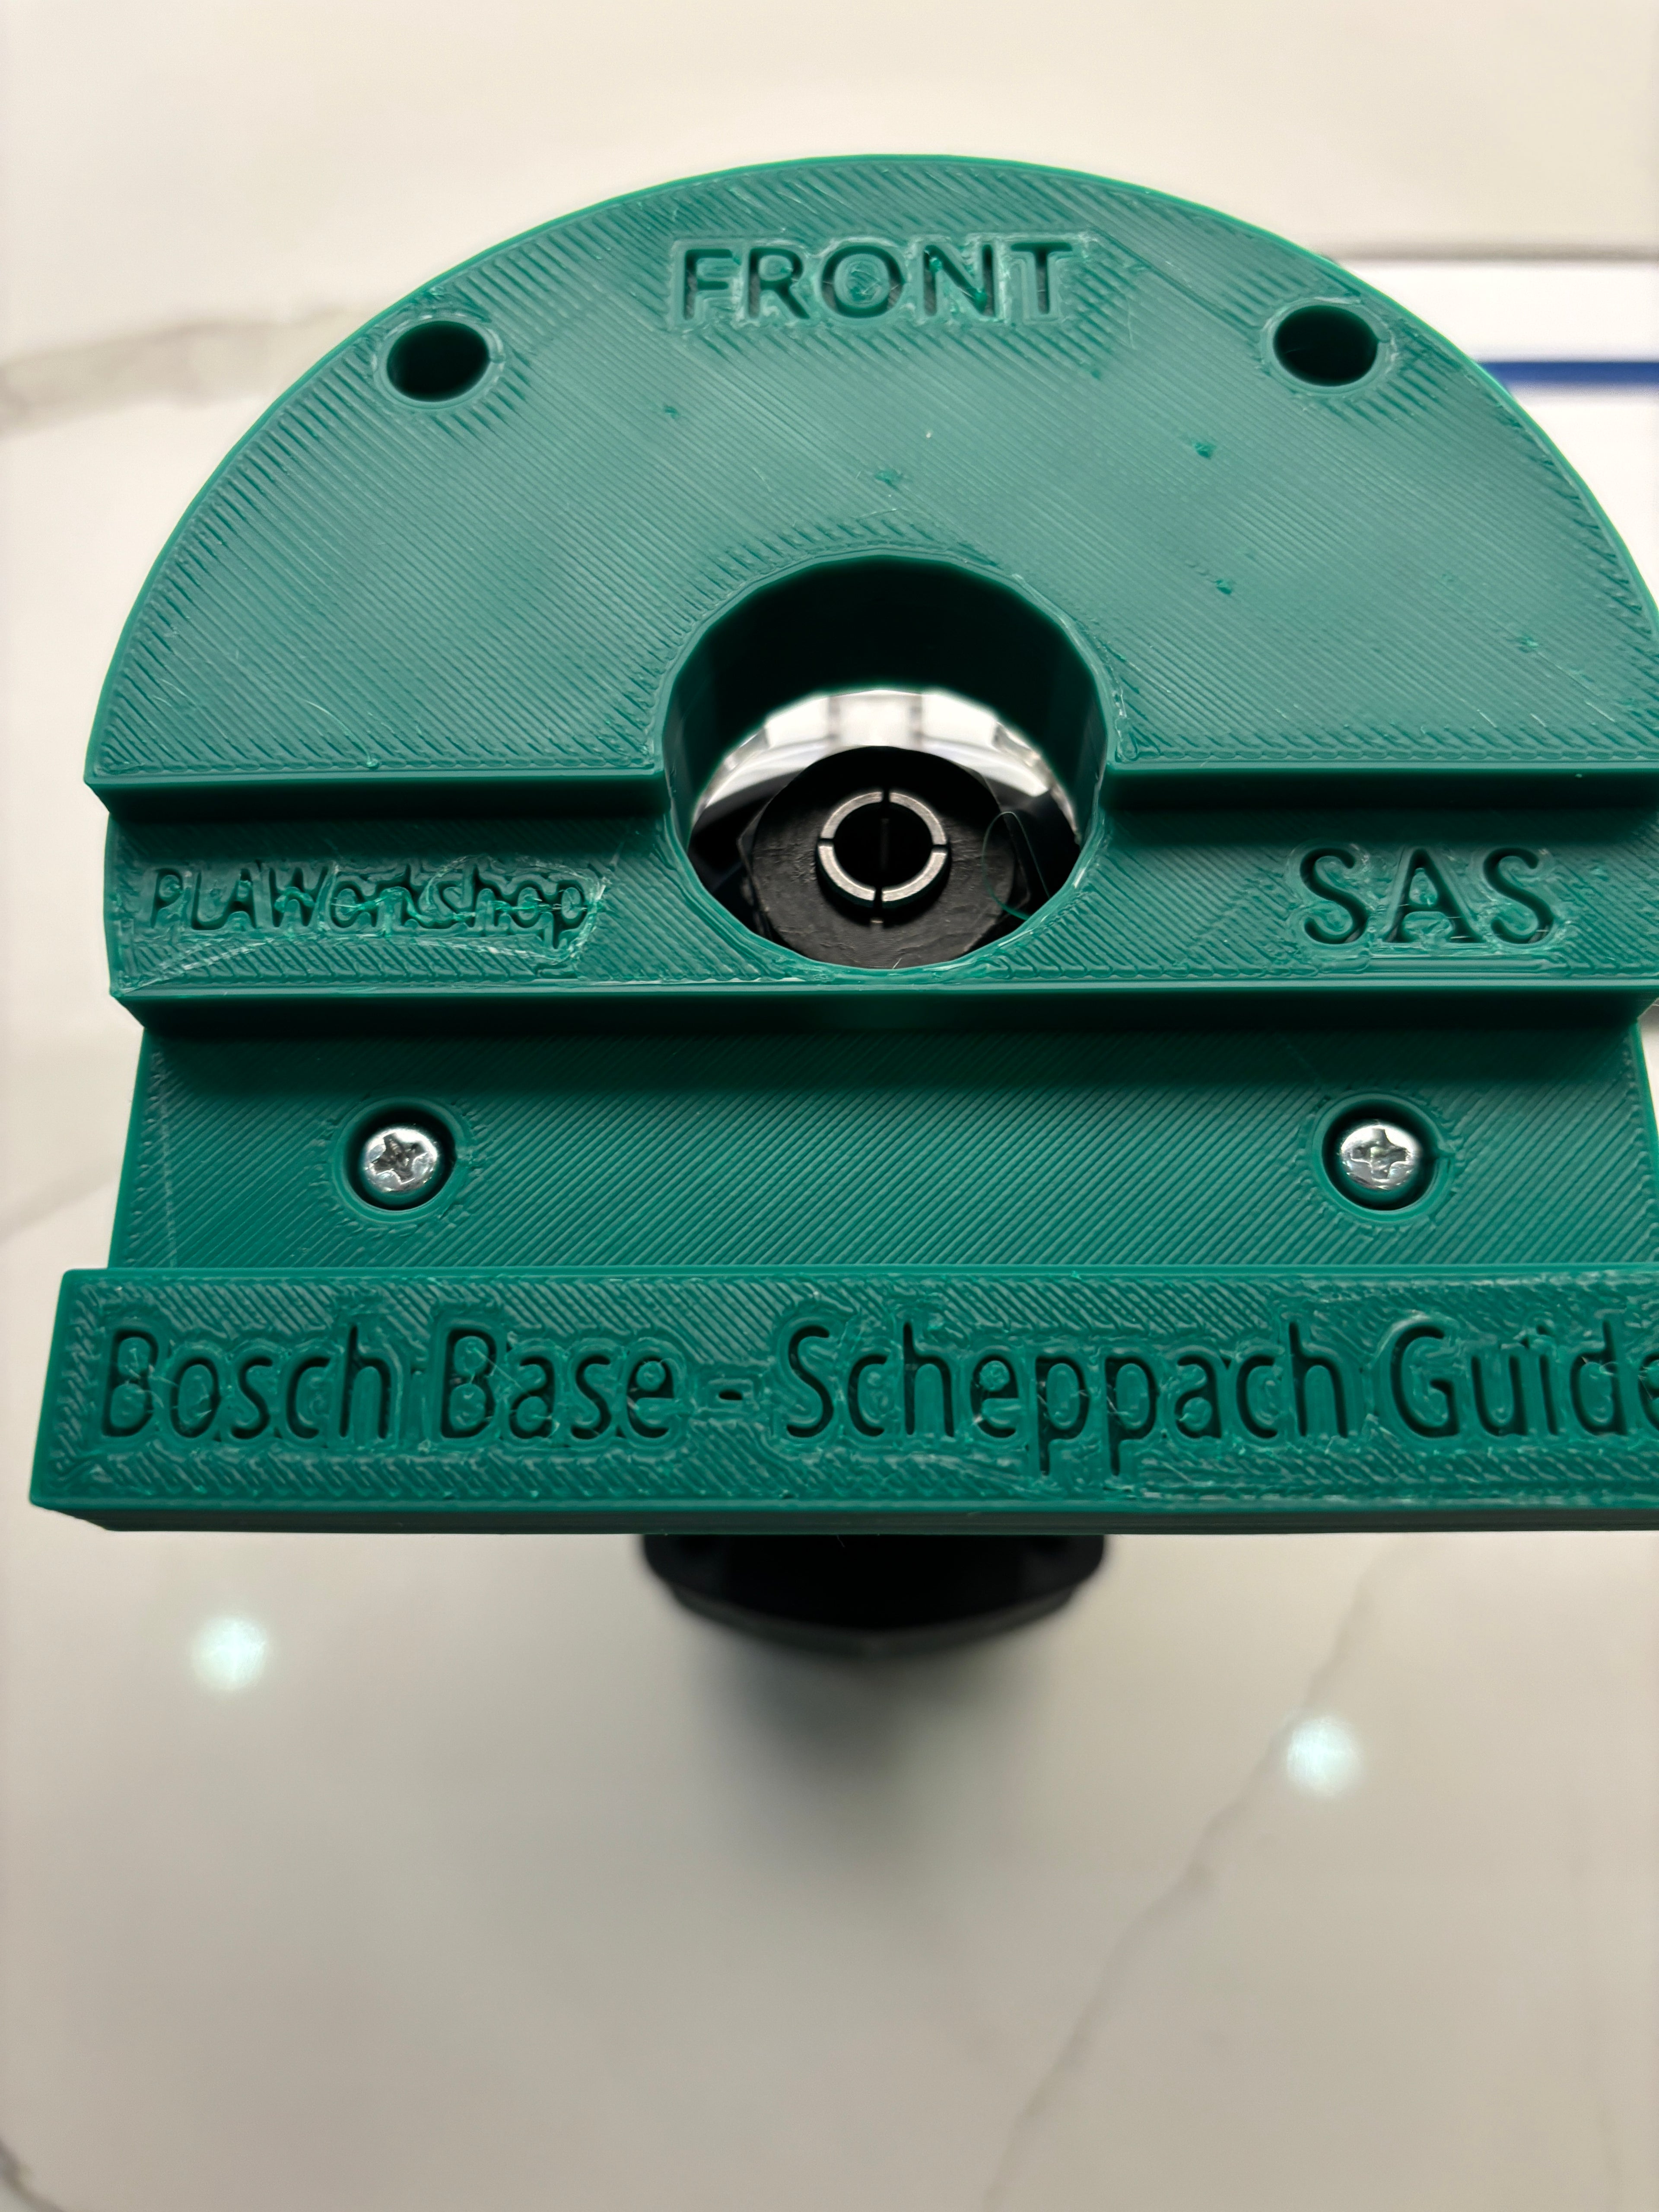 FRONT
PLAWorkshop
SAS
Bosch Base - Scheppach Guide